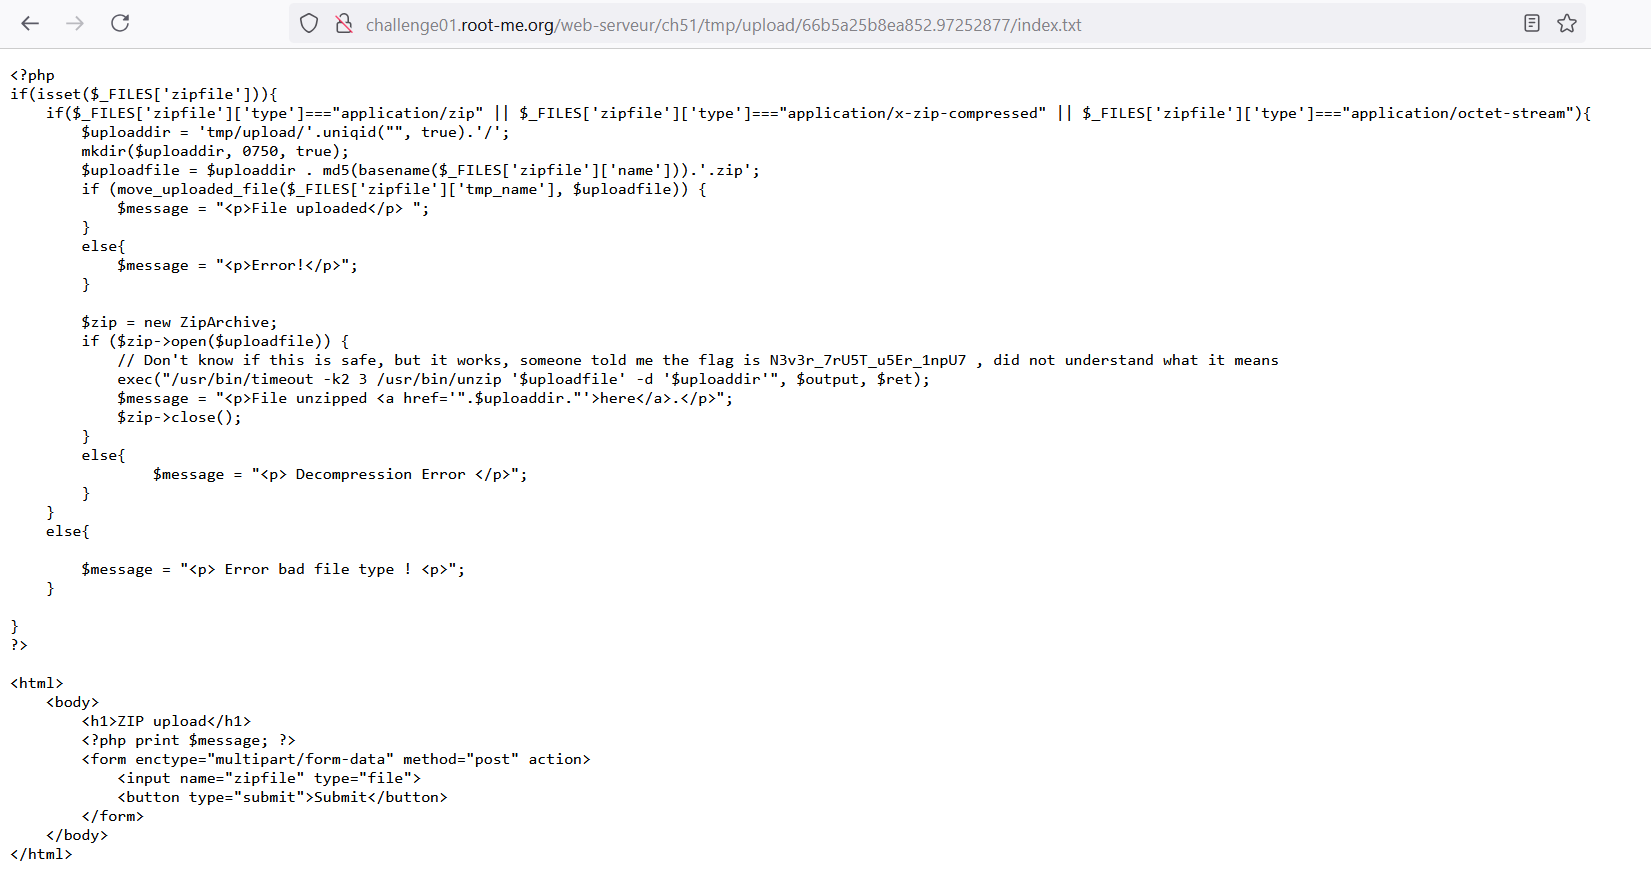 challenge01.root-me.org/web-serveur/ch51/tmp/upload/66b5a25b8ea852.97252877/index.txt
<?php
if(isset($_FILES['zipfile'])){
    if($_FILES['zipfile']['type']==="application/zip" || $_FILES['zipfile']['type']==="application/x-zip-compressed" || $_FILES['zipfile']['type']==="application/octet-stream"){
        $uploaddir = 'tmp/upload/'.uniqid("", true).'/';
        mkdir($uploaddir, 0750, true);
        $uploadfile = $uploaddir . md5(basename($_FILES['zipfile']['name'])).'.zip';
        if (move_uploaded_file($_FILES['zipfile']['tmp_name'], $uploadfile)) {
            $message = "<p>File uploaded</p> ";
        }
        else{
            $message = "<p>Error!</p>";
        }

        $zip = new ZipArchive;
        if ($zip->open($uploadfile)) {
            // Don't know if this is safe, but it works, someone told me the flag is N3v3r_7rU5T_u5Er_1npU7 , did not understand what it means
            exec("/usr/bin/timeout -k2 3 /usr/bin/unzip '$uploadfile' -d '$uploaddir'", $output, $ret);
            $message = "<p>File unzipped <a href='".$uploaddir."'>here</a>.</p>";
            $zip->close();
        }
        else{
                $message = "<p> Decompression Error </p>";
        }
    }
    else{

        $message = "<p> Error bad file type ! <p>";
    }

}
?>

<html>
    <body>
        <h1>ZIP upload</h1>
        <?php print $message; ?>
        <form enctype="multipart/form-data" method="post" action>
            <input name="zipfile" type="file">
            <button type="submit">Submit</button>
        </form>
    </body>
</html>